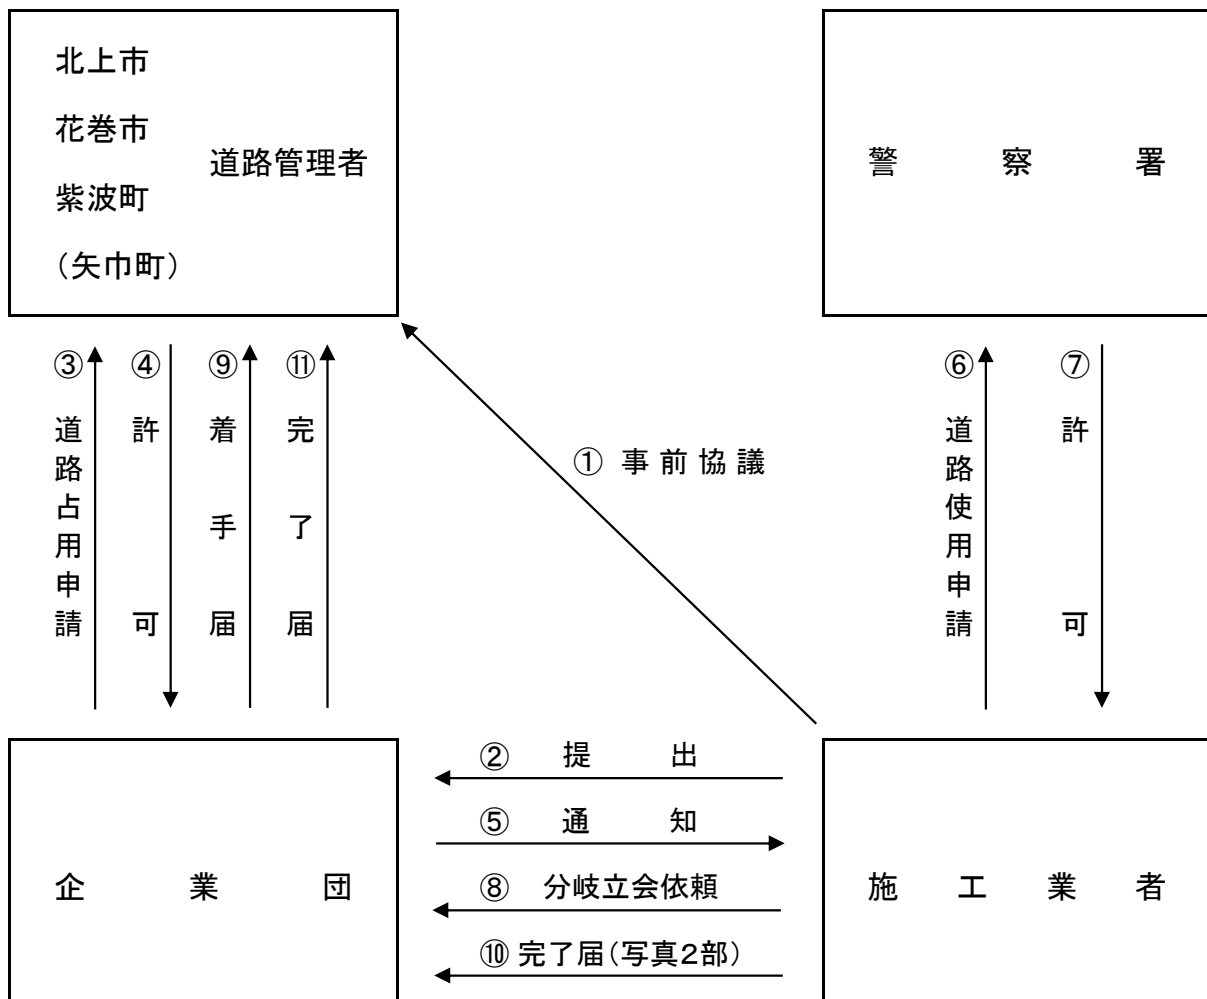 北上市
花巻市
道路管理者
紫波町
(矢巾町)
警察署
③ 道路占用申請
④ 許可
⑨ 着手届
⑪ 完了届
① 事前協議
⑥ 道路使用申請
⑦ 許可
② 提出
⑤ 通知
⑧ 分岐立会依頼
⑩ 完了届(写真2部)
企業団
施工業者